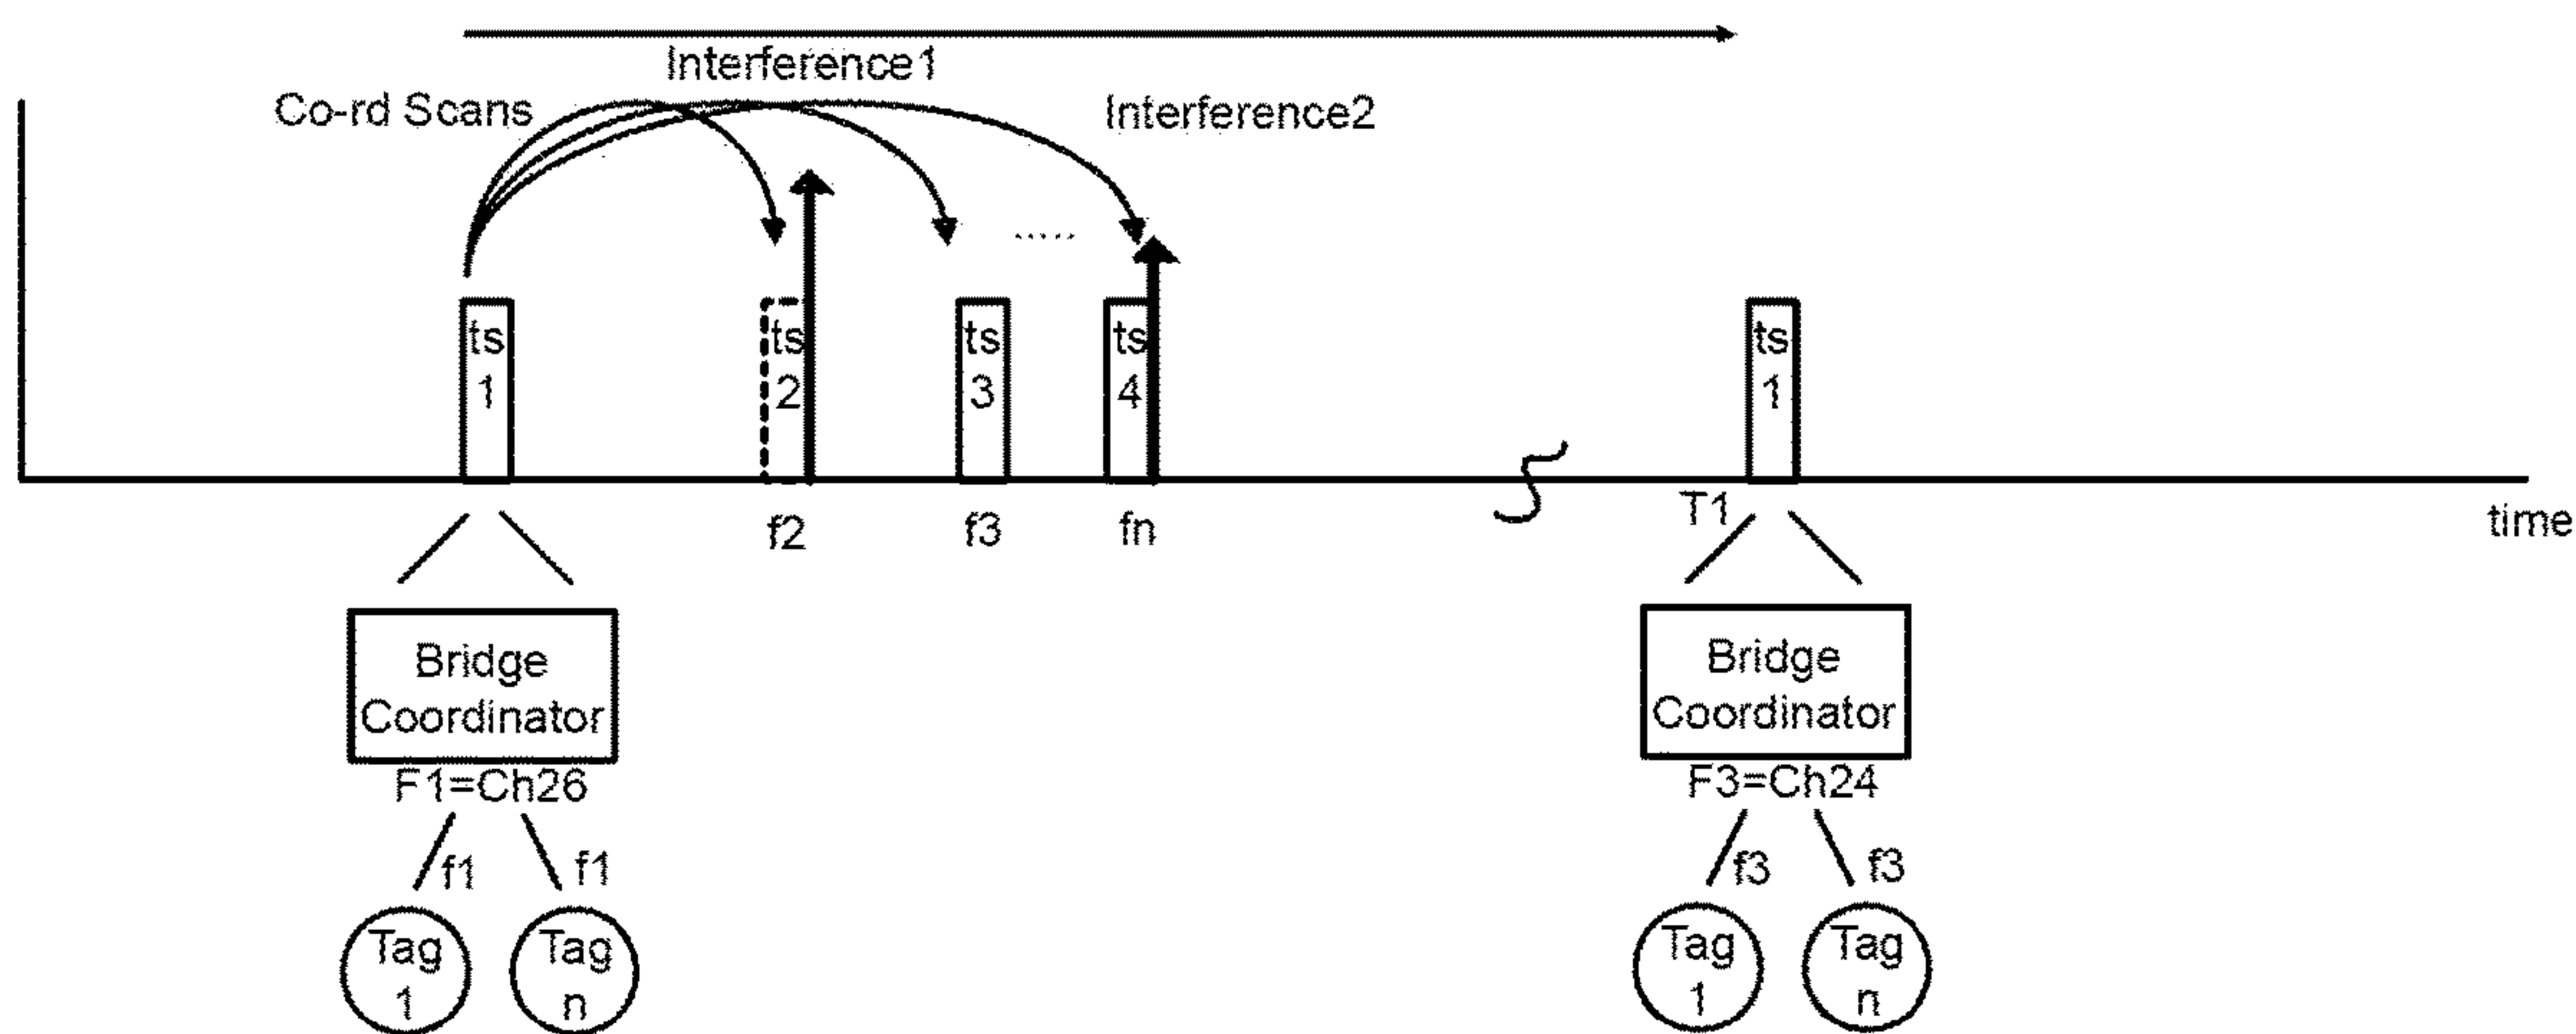 Interference1
Co-rd Scans
Interference2
.....
ts
1
ts
2
ts
3
ts
4
ts
1
f2
f3
fn
T1
time
Bridge
Coordinator
F1=Ch26
f1
f1
Tag
1
Tag
n
Bridge
Coordinator
F3=Ch24
f3
f3
Tag
1
Tag
n